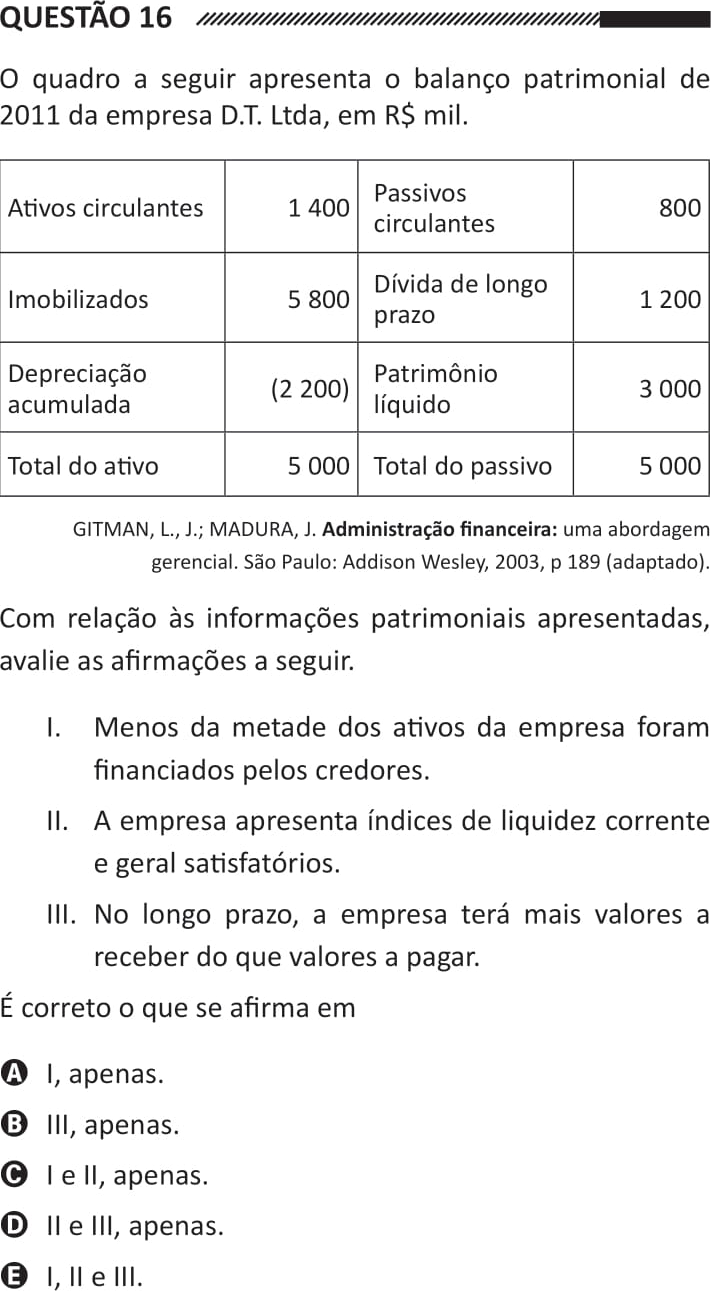 QUESTÃO 16
O quadro a seguir apresenta o balanço patrimonial de
2011 da empresa D.T. Ltda, em R$ mil.
Ativos circulantes 1 400 Passivos circulantes 800
Imobilizados 5 800 Dívida de longo prazo 1 200
Depreciação acumulada (2 200) Patrimônio líquido 3 000
Total do ativo 5 000 Total do passivo 5 000
GITMAN, L., J.; MADURA, J. Administração financeira: uma abordagem
gerencial. São Paulo: Addison Wesley, 2003, p 189 (adaptado).
Com relação às informações patrimoniais apresentadas,
avalie as afirmações a seguir.
I. Menos da metade dos ativos da empresa foram
financiados pelos credores.
II. A empresa apresenta índices de liquidez corrente
e geral satisfatórios.
III. No longo prazo, a empresa terá mais valores a
receber do que valores a pagar.
É correto o que se afirma em
A I, apenas.
B III, apenas.
C I e II, apenas.
D II e III, apenas.
E I, II e III.